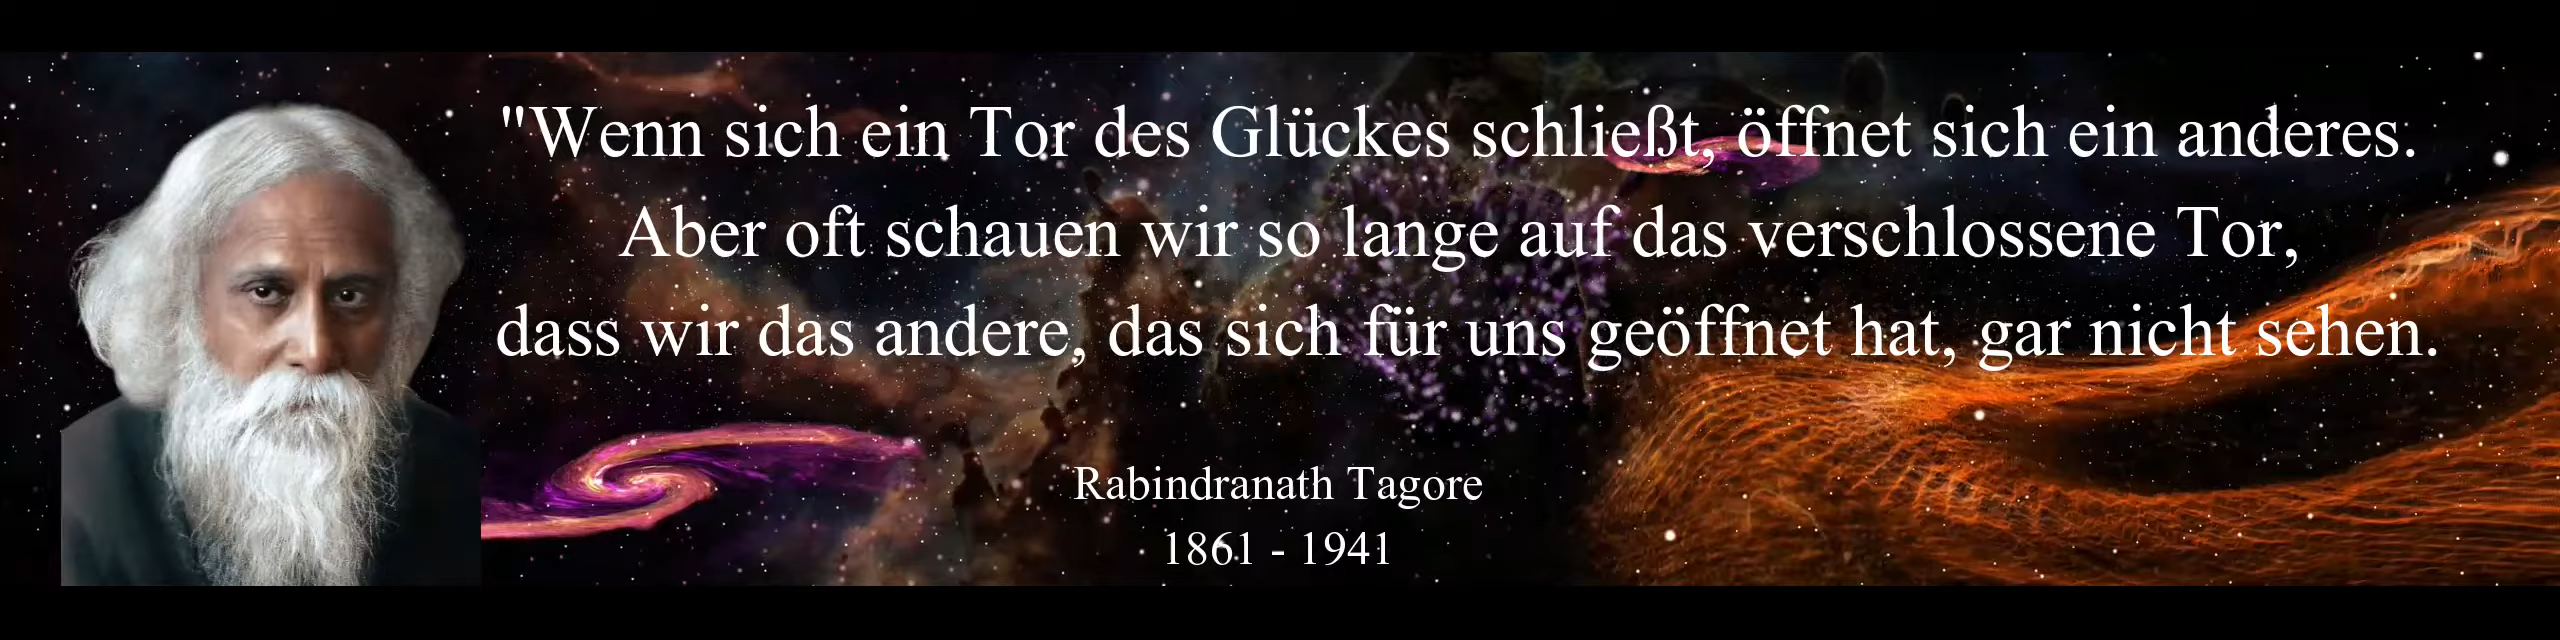 "Wenn sich ein Tor des Glückes schließt, öffnet sich ein anderes.
Aber oft schauen wir so lange auf das verschlossene Tor,
dass wir das andere, das sich für uns geöffnet hat, gar nicht sehen.
Rabindranath Tagore
1861 - 1941